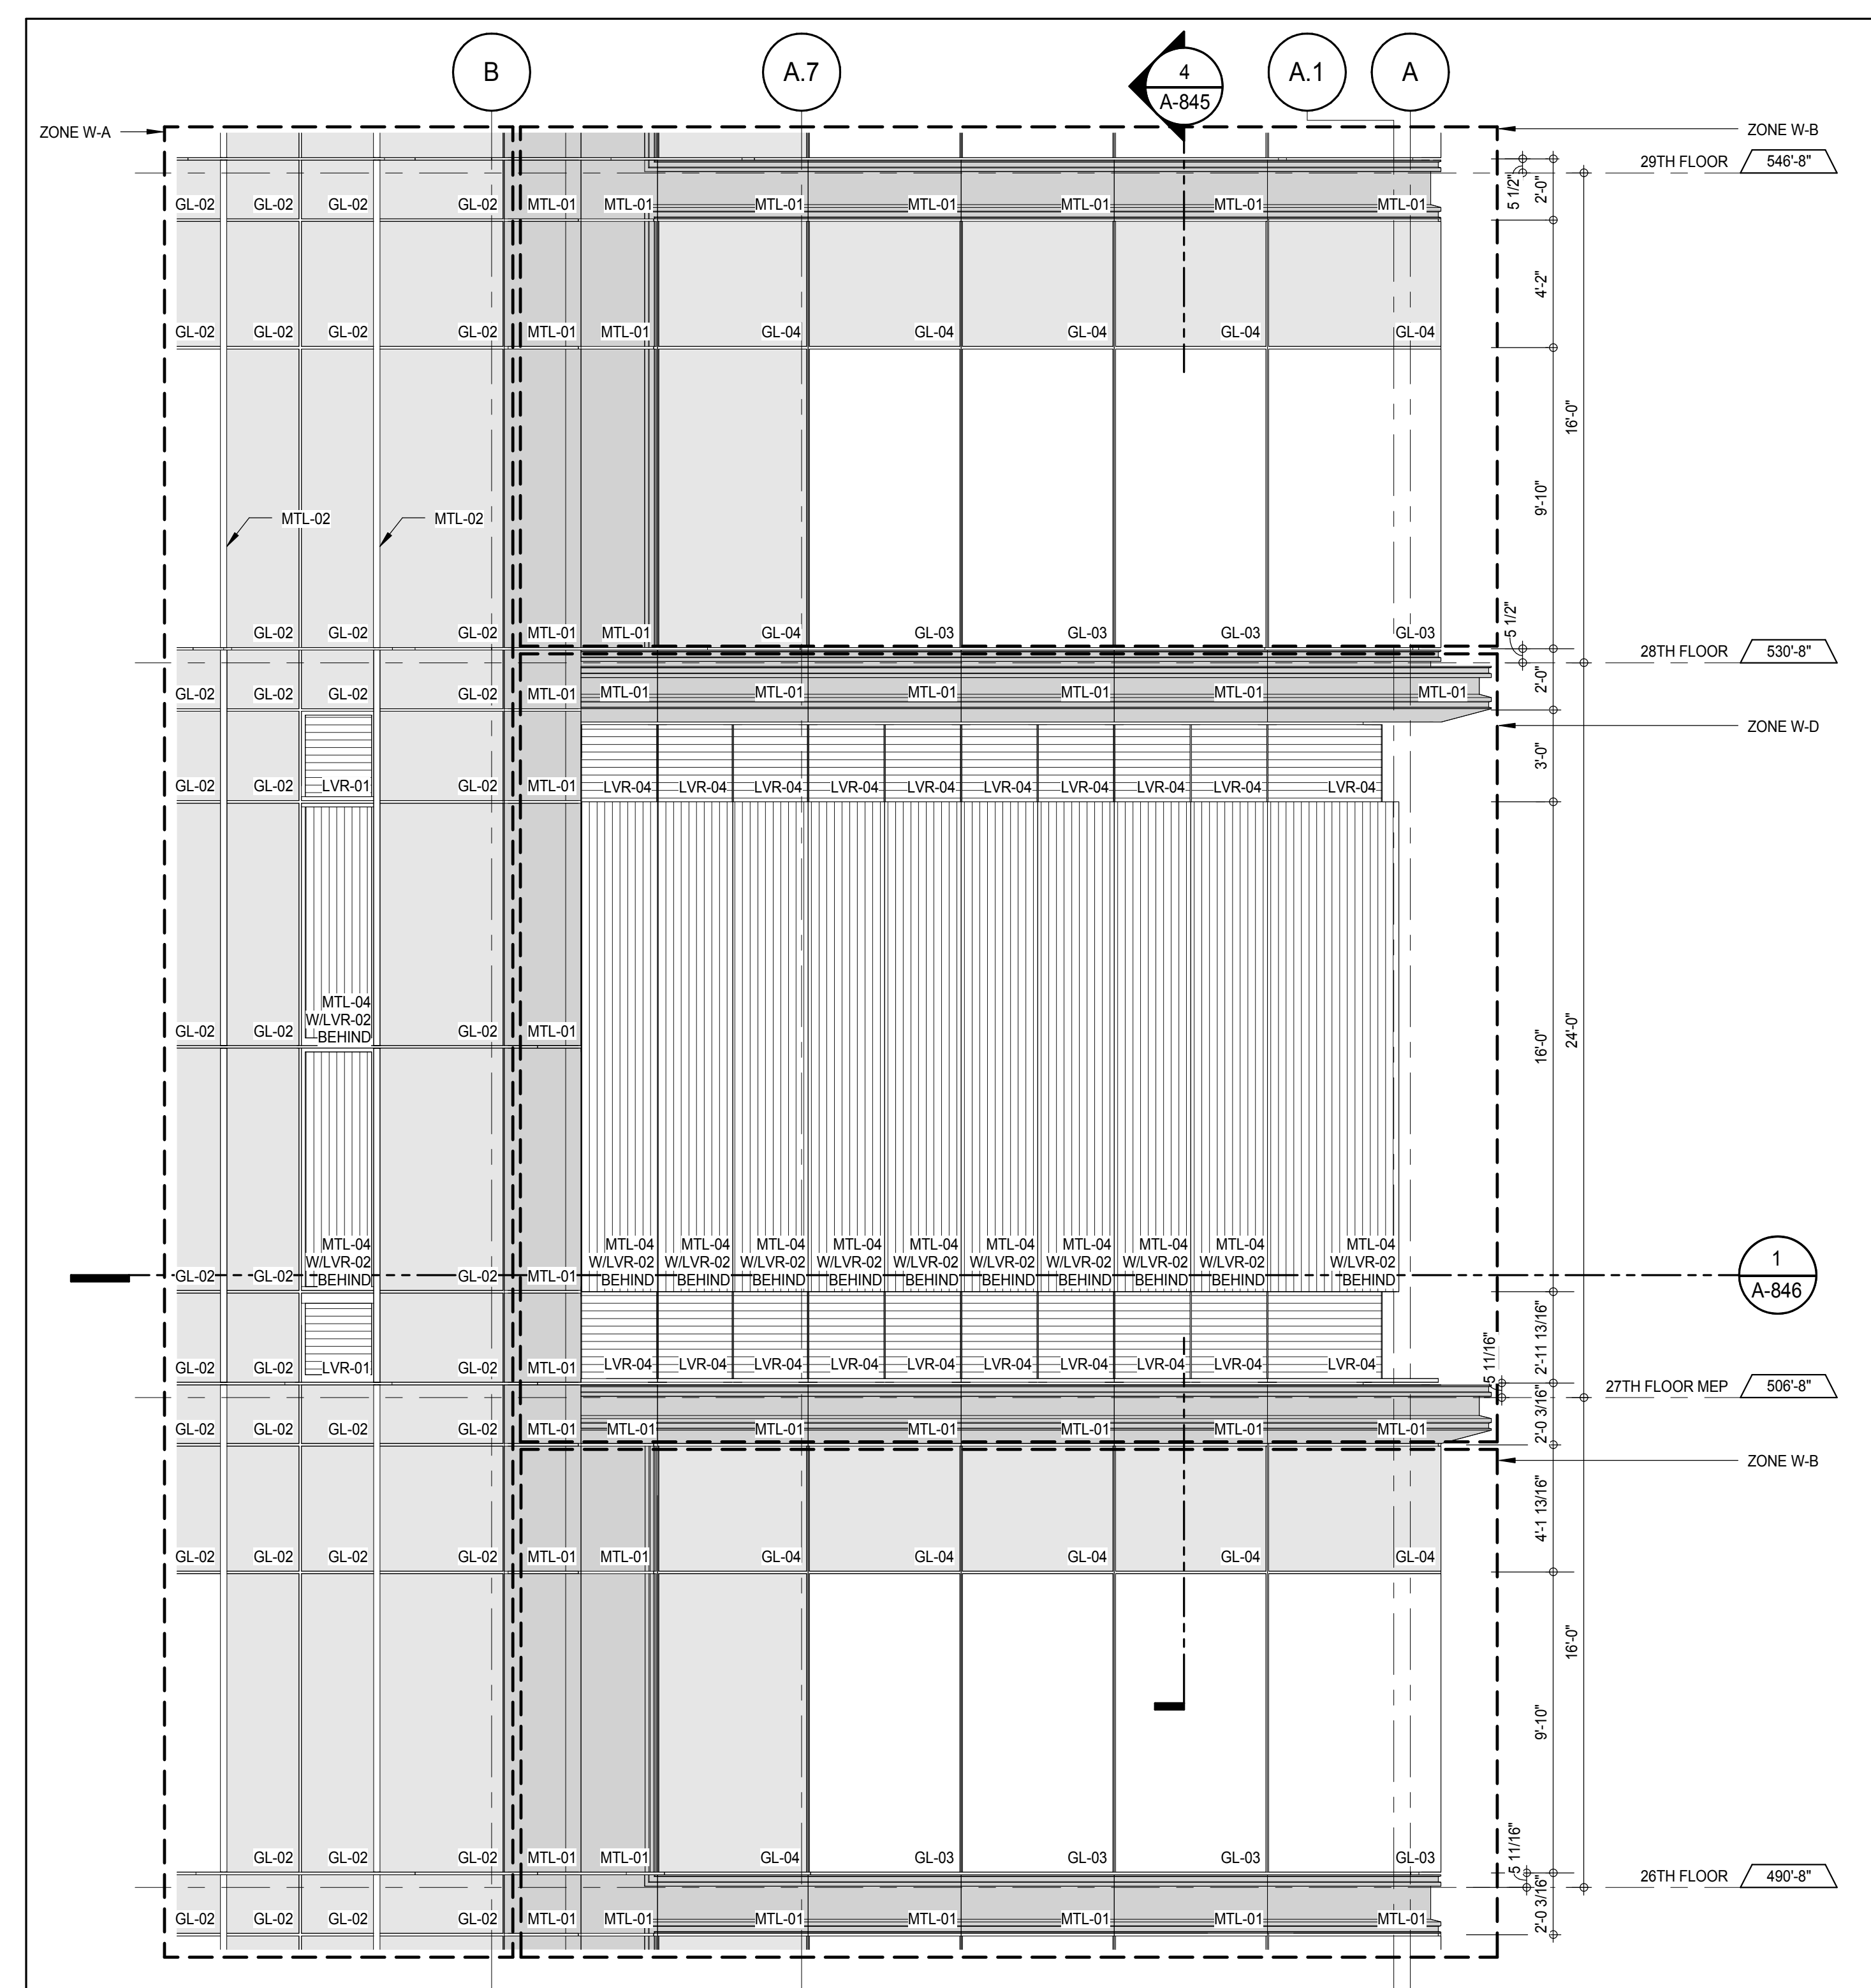 B
A.7
4
A-845
A.1
A
ZONE W-A
ZONE W-B
29TH FLOOR 546'-8"
5 1/2"
2'-0"
GL-02 GL-02 GL-02 GL-02 MTL-01 MTL-01 MTL-01 MTL-01 MTL-01 MTL-01 MTL-01
4'-2"
GL-02 GL-02 GL-02 GL-02 MTL-01 MTL-01 GL-04 GL-04 GL-04 GL-04 GL-04
16'-0"
9'-10"
MTL-02 MTL-02
5 1/2"
GL-02 GL-02 GL-02 MTL-01 MTL-01 GL-04 GL-03 GL-03 GL-03 GL-03
28TH FLOOR 530'-8"
2'-0"
GL-02 GL-02 GL-02 GL-02 MTL-01 MTL-01 MTL-01 MTL-01 MTL-01 MTL-01 MTL-01
ZONE W-D
3'-0"
GL-02 GL-02 LVR-01 GL-02 MTL-01 LVR-04 LVR-04 LVR-04 LVR-04 LVR-04 LVR-04 LVR-04 LVR-04 LVR-04 LVR-04
MTL-04
W/LVR-02
BEHIND
GL-02 GL-02 GL-02 MTL-01
16'-0"
24'-0"
MTL-04 MTL-04 MTL-04 MTL-04 MTL-04 MTL-04 MTL-04 MTL-04 MTL-04 MTL-04 MTL-04
W/LVR-02 W/LVR-02 W/LVR-02 W/LVR-02 W/LVR-02 W/LVR-02 W/LVR-02 W/LVR-02 W/LVR-02 W/LVR-02 W/LVR-02
BEHIND BEHIND BEHIND BEHIND BEHIND BEHIND BEHIND BEHIND BEHIND BEHIND BEHIND
GL-02 GL-02 GL-02 MTL-01
1
A-846
2'-11 13/16"
5 11/16"
GL-02 GL-02 LVR-01 GL-02 MTL-01 LVR-04 LVR-04 LVR-04 LVR-04 LVR-04 LVR-04 LVR-04 LVR-04 LVR-04 LVR-04
27TH FLOOR MEP 506'-8"
2'-0 3/16"
GL-02 GL-02 GL-02 GL-02 MTL-01 MTL-01 MTL-01 MTL-01 MTL-01 MTL-01 MTL-01
ZONE W-B
4'-1 13/16"
GL-02 GL-02 GL-02 GL-02 MTL-01 MTL-01 GL-04 GL-04 GL-04 GL-04 GL-04
16'-0"
9'-10"
5 11/16"
GL-02 GL-02 GL-02 MTL-01 MTL-01 GL-04 GL-03 GL-03 GL-03 GL-03
26TH FLOOR 490'-8"
2'-0 3/16"
GL-02 GL-02 GL-02 GL-02 MTL-01 MTL-01 MTL-01 MTL-01 MTL-01 MTL-01 MTL-01